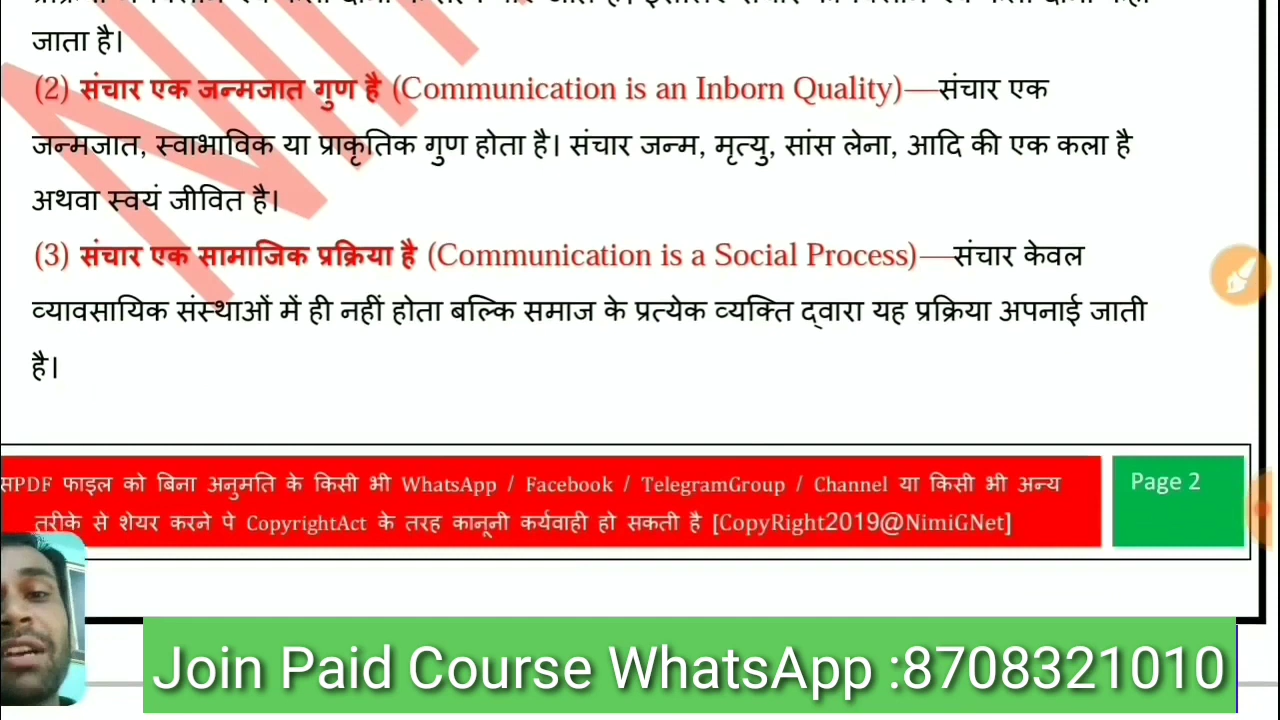 जाता है।
(2) संचार एक जन्मजात गुण है (Communication is an Inborn Quality)—संचार एक
जन्मजात, स्वाभाविक या प्राकृतिक गुण होता है। संचार जन्म, मृत्यु, सांस लेना, आदि की एक कला है
अथवा स्वयं जीवित है।
(3) संचार एक सामाजिक प्रक्रिया है (Communication is a Social Process)—संचार केवल
व्यावसायिक संस्थाओं में ही नहीं होता बल्कि समाज के प्रत्येक व्यक्ति द्वारा यह प्रक्रिया अपनाई जाती
है।
सPDF फाइल को बिना अनुमति के किसी भी WhatsApp / Facebook / TelegramGroup / Channel या किसी भी अन्य
तरीके से शेयर करने पे CopyrightAct के तरह कानूनी कर्यवाही हो सकती है [CopyRight2019@NimiGNet]
Page 2
Join Paid Course WhatsApp :8708321010